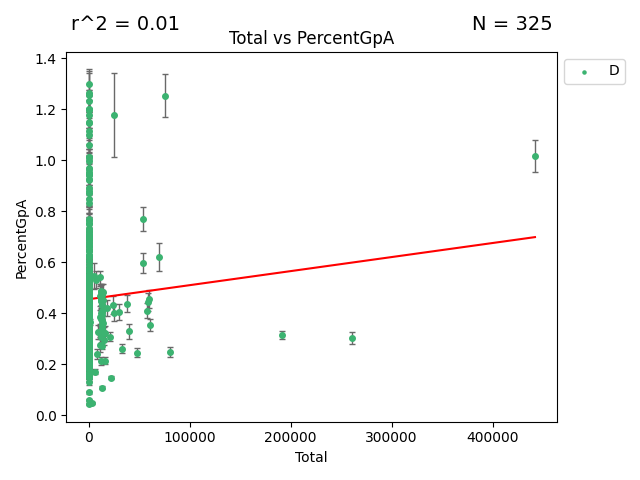 r^2 = 0.01
N = 325
Total vs PercentGpA
D
PercentGpA
1.4
1.2
1.0
0.8
0.6
0.4
0.2
0.0
0
100000
200000
300000
400000
Total